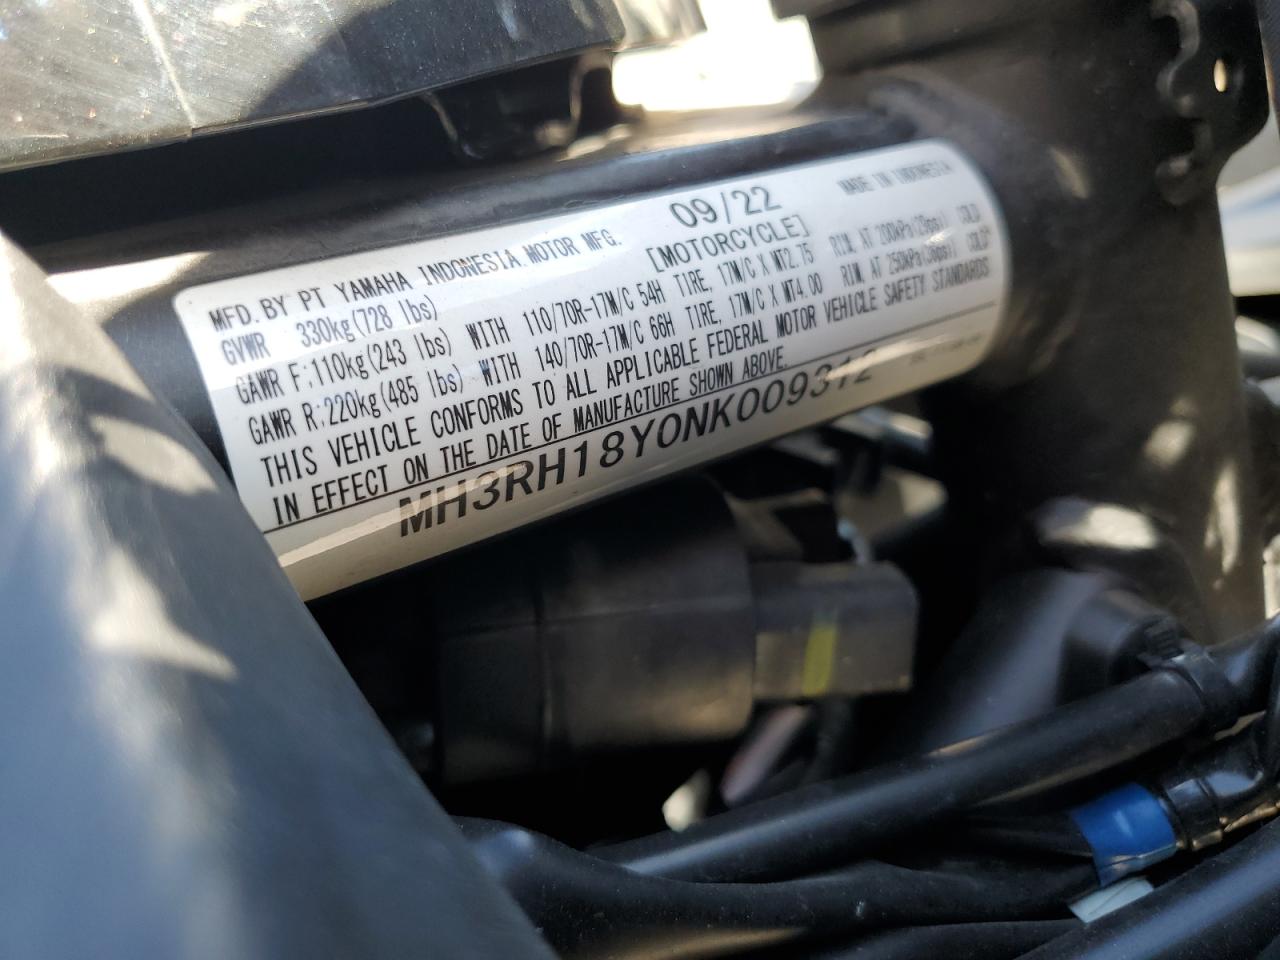 MFD. BY PT YAMAHA INDONESIA MOTOR MFG. 09/22 MADE IN INDONESIA
GVWR 330kg(728 lbs) [MOTORCYCLE]
GAWR F:110kg(243 lbs) WITH 110/70R-17M/C 54H TIRE, 17M/C X MT2.75 RIM, AT 200kPa(29psi) COLD
GAWR R:220kg(485 lbs) WITH 140/70R-17M/C 66H TIRE, 17M/C X MT4.00 RIM, AT 250kPa(36psi) COLD
THIS VEHICLE CONFORMS TO ALL APPLICABLE FEDERAL MOTOR VEHICLE SAFETY STANDARDS
IN EFFECT ON THE DATE OF MANUFACTURE SHOWN ABOVE.
MH3RH18Y0NK009312